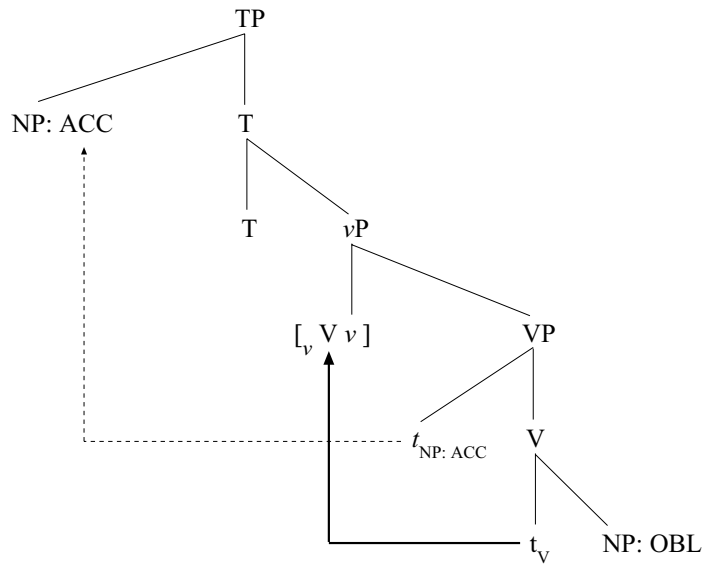 TP
NP: ACC T
T vP
[v V v ] VP
tNP: ACC V
tV NP: OBL